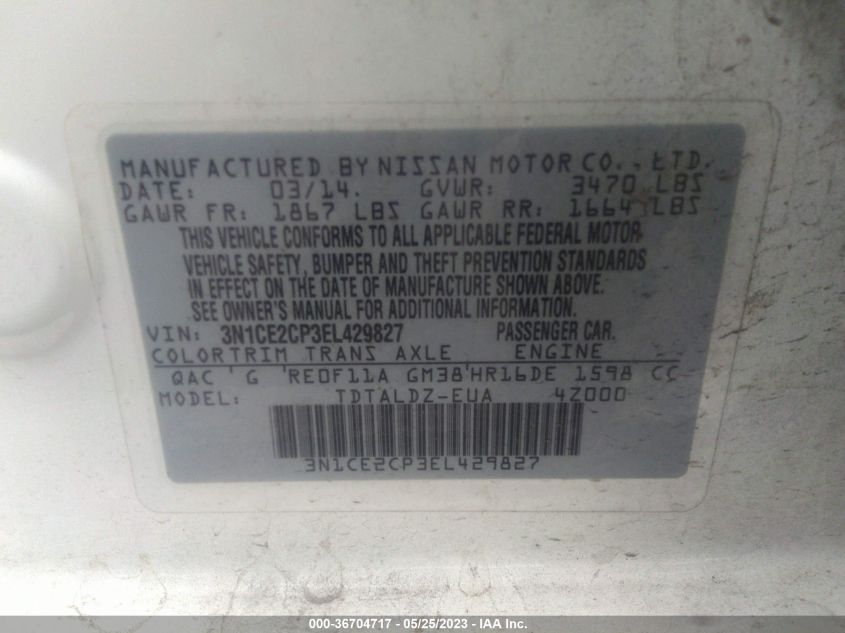 MANUFACTURED BY NISSAN MOTOR CO., LTD.
DATE: 03/14. GVWR: 3470 LBS
GAWR FR: 1867 LBS GAWR RR: 1664 LBS
THIS VEHICLE CONFORMS TO ALL APPLICABLE FEDERAL MOTOR
VEHICLE SAFETY, BUMPER AND THEFT PREVENTION STANDARDS
IN EFFECT ON THE DATE OF MANUFACTURE SHOWN ABOVE.
SEE OWNER'S MANUAL FOR ADDITIONAL INFORMATION.
VIN: 3N1CE2CP3EL429827 PASSENGER CAR.
COLORTRIM TRANS AXLE ENGINE
QAC ' G 'RE0F11A GM38'HR16DE 1598 CC
MODEL: TDTALDZ-EUA 4Z000
3N1CE2CP3EL429827
000-36704717 - 05/25/2023 - IAA Inc.